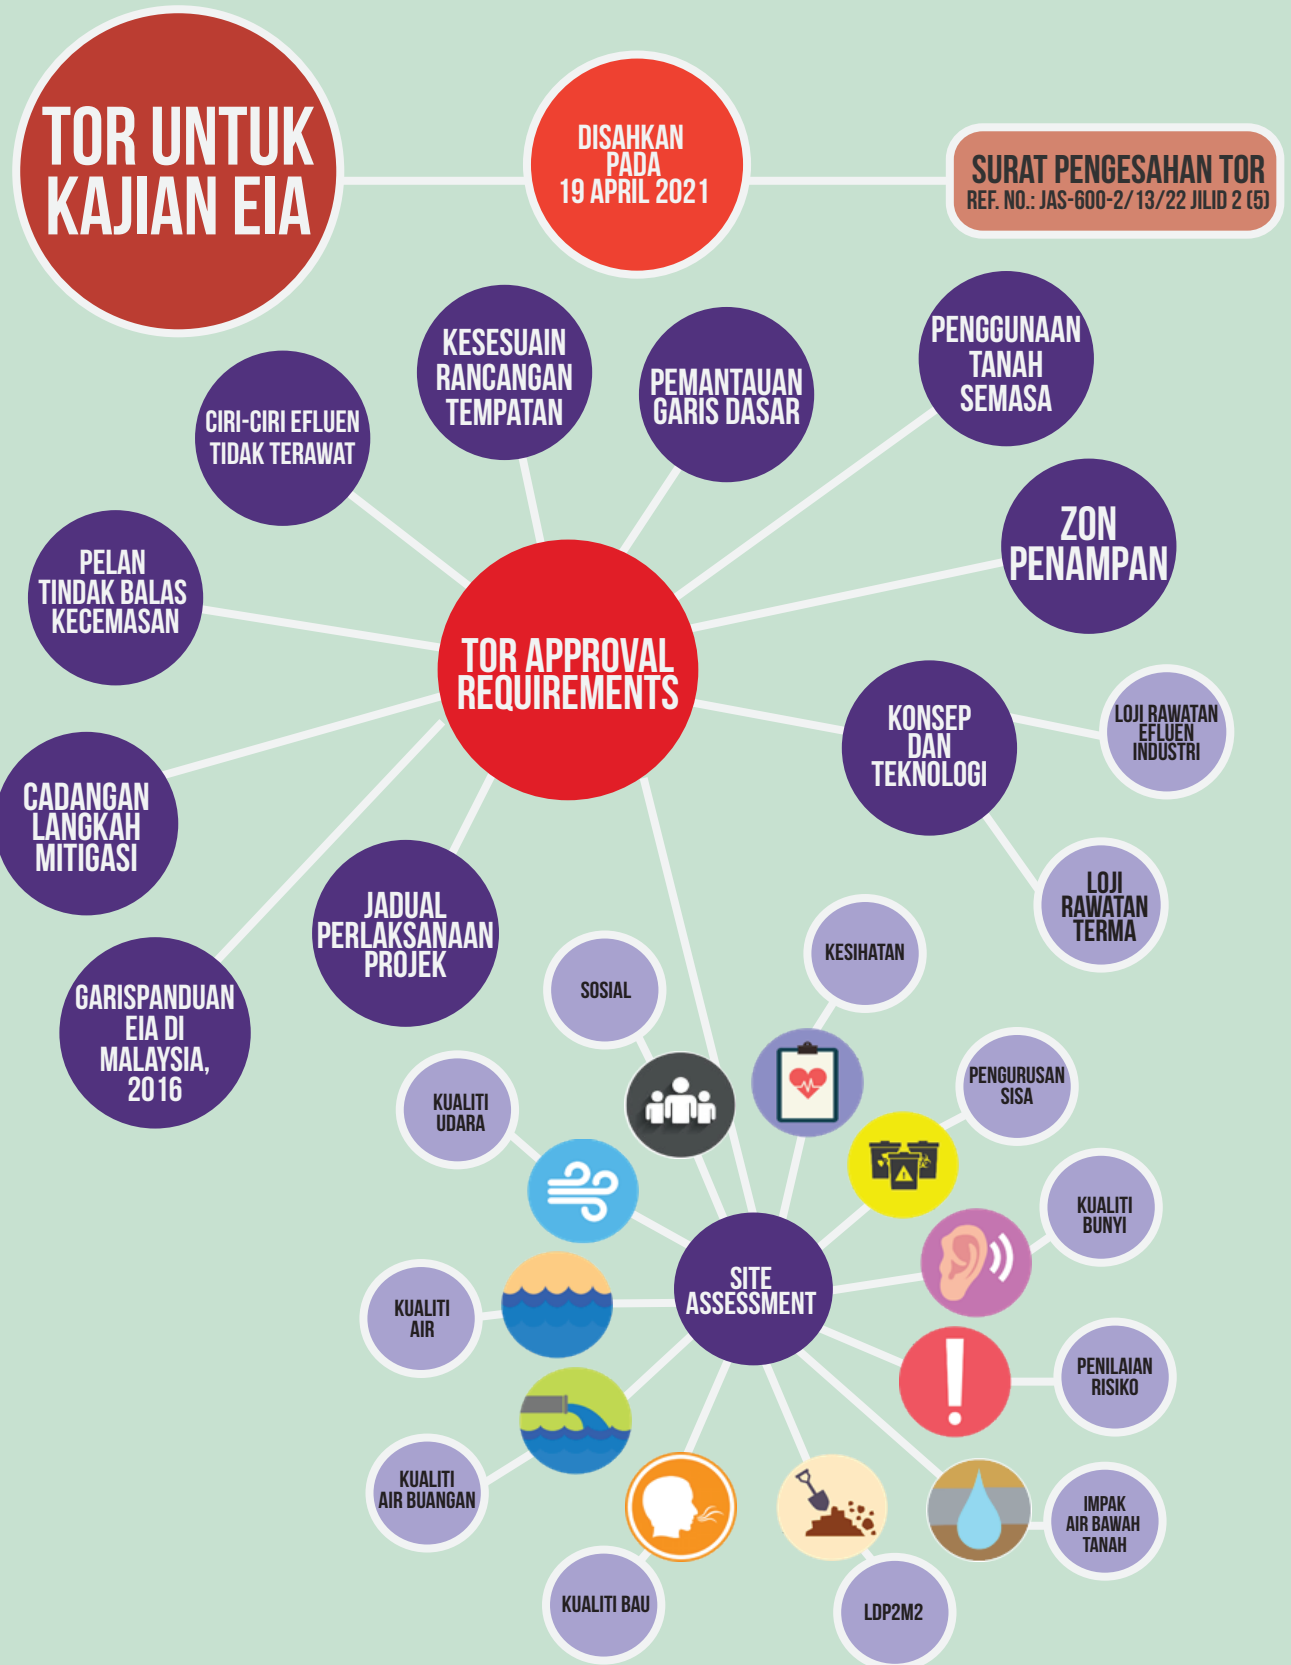 TOR UNTUK
KAJIAN EIA
DISAHKAN
PADA
19 APRIL 2021
SURAT PENGESAHAN TOR
REF. NO.: JAS-600-2/13/22 JILID 2 (5)
KESESUAIN
RANCANGAN
TEMPATAN
PEMANTAUAN
GARIS DASAR
PENGGUNAAN
TANAH
SEMASA
CIRI-CIRI EFLUEN
TIDAK TERAWAT
ZON
PENAMPAN
PELAN
TINDAK BALAS
KECEMASAN
TOR APPROVAL
REQUIREMENTS
KONSEP
DAN
TEKNOLOGI
LOJI RAWATAN
EFLUEN
INDUSTRI
LOJI
RAWATAN
TERMA
CADANGAN
LANGKAH
MITIGASI
JADUAL
PERLAKSANAAN
PROJEK
GARISPANDUAN
EIA DI
MALAYSIA,
2016
SOSIAL
KESIHATAN
KUALITI
UDARA
PENGURUSAN
SISA
KUALITI
BUNYI
SITE
ASSESSMENT
KUALITI
AIR
PENILAIAN
RISIKO
KUALITI
AIR BUANGAN
IMPAK
AIR BAWAH
TANAH
KUALITI BAU
LDP2M2